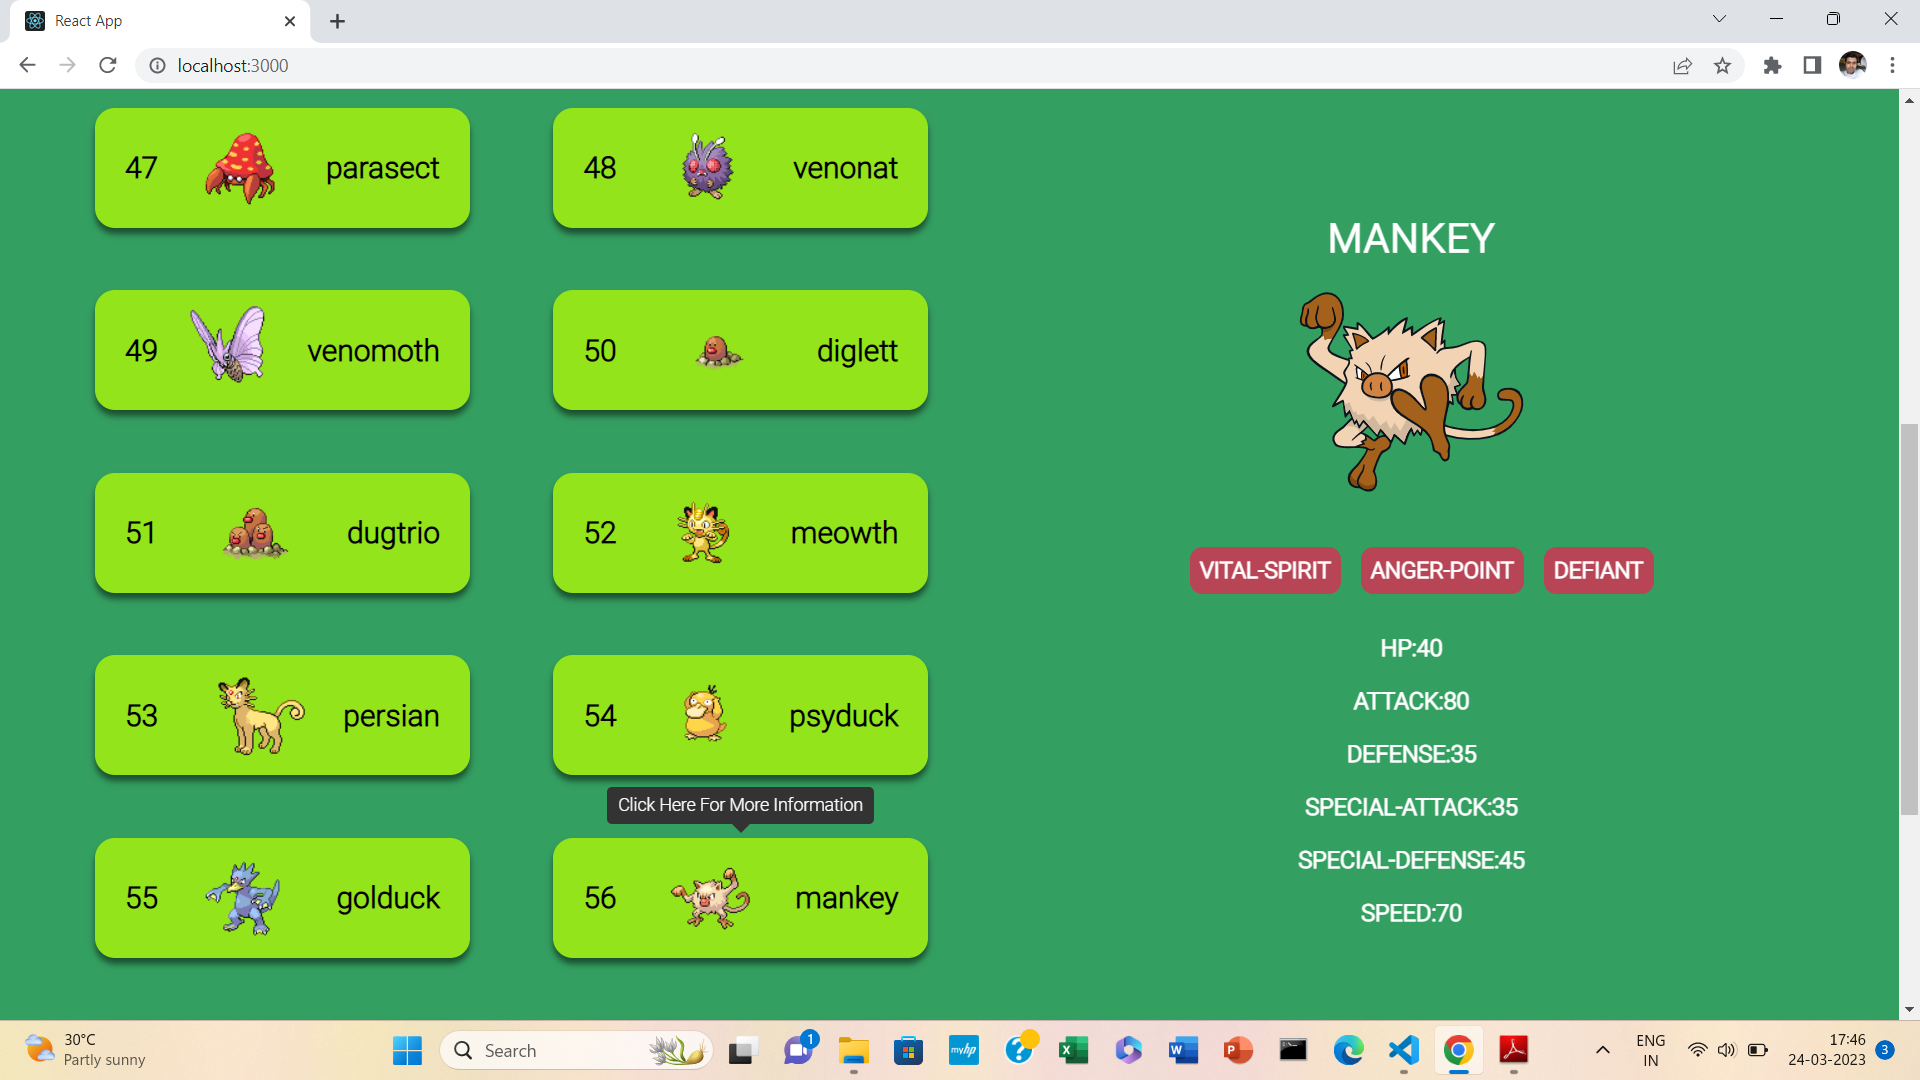 React App
localhost:3000
47 parasect
48 venonat
49 venomoth
50 diglett
51 dugtrio
52 meowth
53 persian
54 psyduck
Click Here For More Information
55 golduck
56 mankey
MANKEY
VITAL-SPIRIT ANGER-POINT DEFIANT
HP:40
ATTACK:80
DEFENSE:35
SPECIAL-ATTACK:35
SPECIAL-DEFENSE:45
SPEED:70
30°C
Partly sunny
Search
1
myhp
?
X
W
P
ENG
IN
17:46
24-03-2023
3